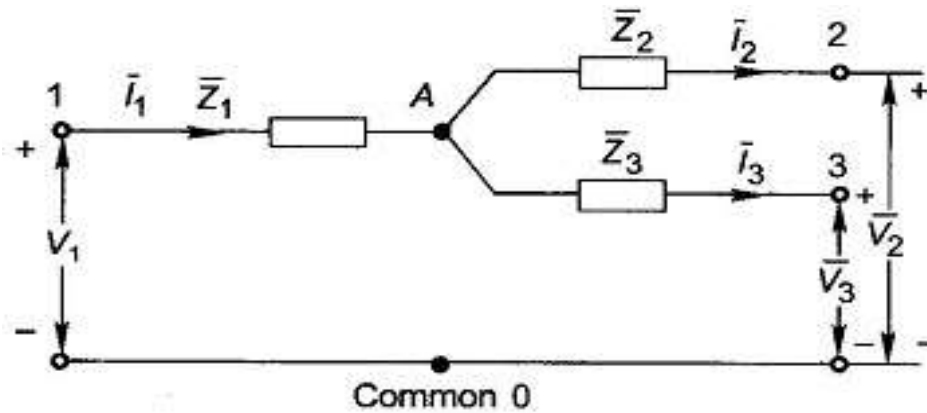 1 Ī₁ Z̄₁ A Z̄₂ Ī₂ 2
+ +
Z̄₃ Ī₃ 3 +
V₁ V̄₃ V̄₂
− − −
Common 0